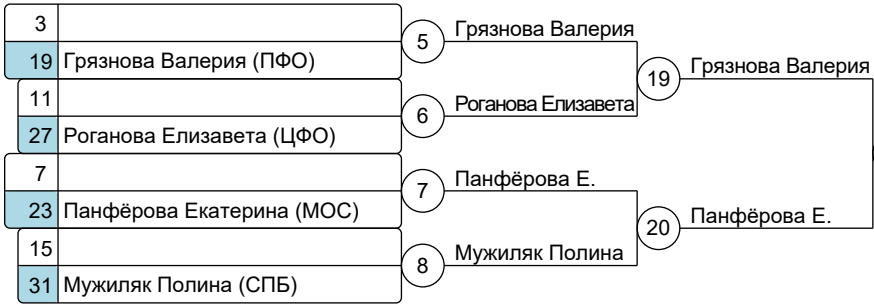 3
19 Грязнова Валерия (ПФО)
5
Грязнова Валерия
11
27 Роганова Елизавета (ЦФО)
6
Роганова Елизавета
19
Грязнова Валерия
7
23 Панфёрова Екатерина (МОС)
7
Панфёрова Е.
15
31 Мужиляк Полина (СПБ)
8
Мужиляк Полина
20
Панфёрова Е.